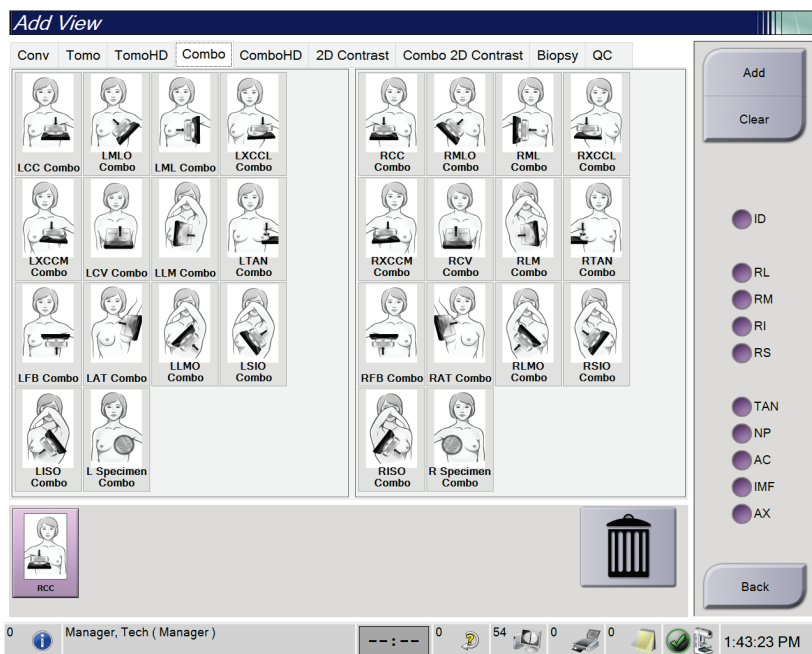 Add View
Conv Tomo TomoHD Combo ComboHD 2D Contrast Combo 2D Contrast Biopsy QC
LCC Combo
LMLO
Combo
LML Combo
LXCCL
Combo
RCC
Combo
RMLO
Combo
RML
Combo
RXCCL
Combo
LXCCM
Combo
LCV Combo
LLM Combo
LTAN
Combo
RXCCM
Combo
RCV
Combo
RLM
Combo
RTAN
Combo
LFB Combo
LAT Combo
LLMO
Combo
LSIO
Combo
RFB Combo
RAT Combo
RLMO
Combo
RSIO
Combo
LISO
Combo
L Specimen
Combo
RISO
Combo
R Specimen
Combo
RCC
Add
Clear
ID
RL
RM
RI
RS
TAN
NP
AC
IMF
AX
Back
0
Manager, Tech ( Manager )
--:--
0
54
0
0
1:43:23 PM